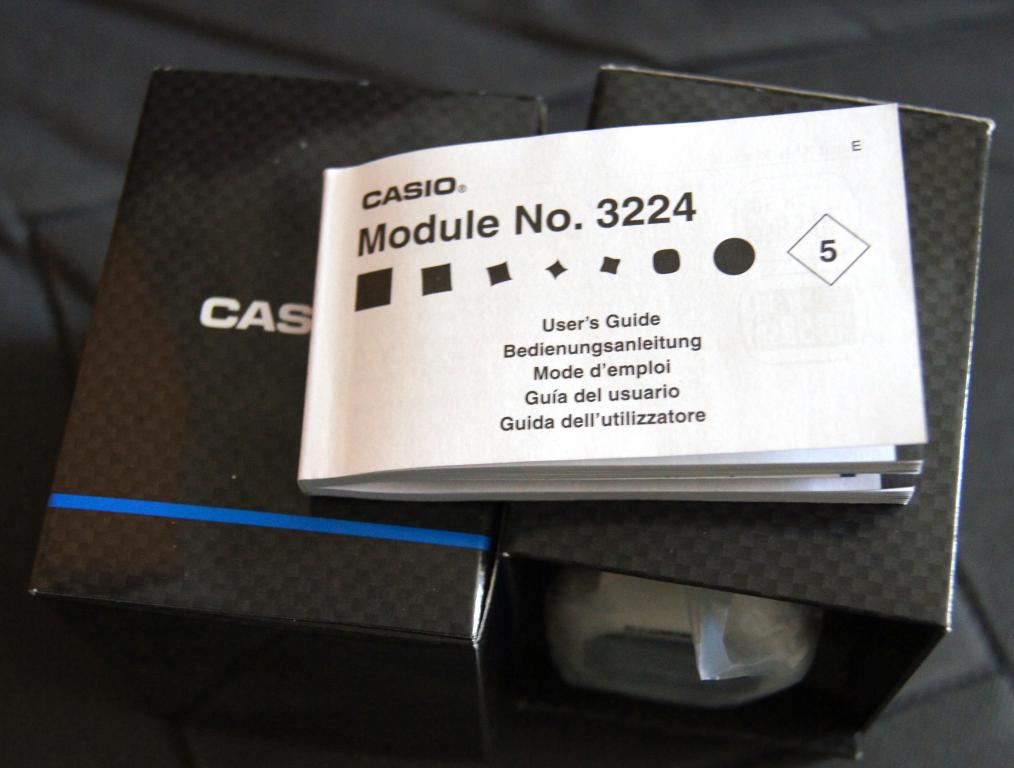 E
CASIO®
Module No. 3224
5
User's Guide
Bedienungsanleitung
Mode d'emploi
Guía del usuario
Guida dell'utilizzatore
CAS